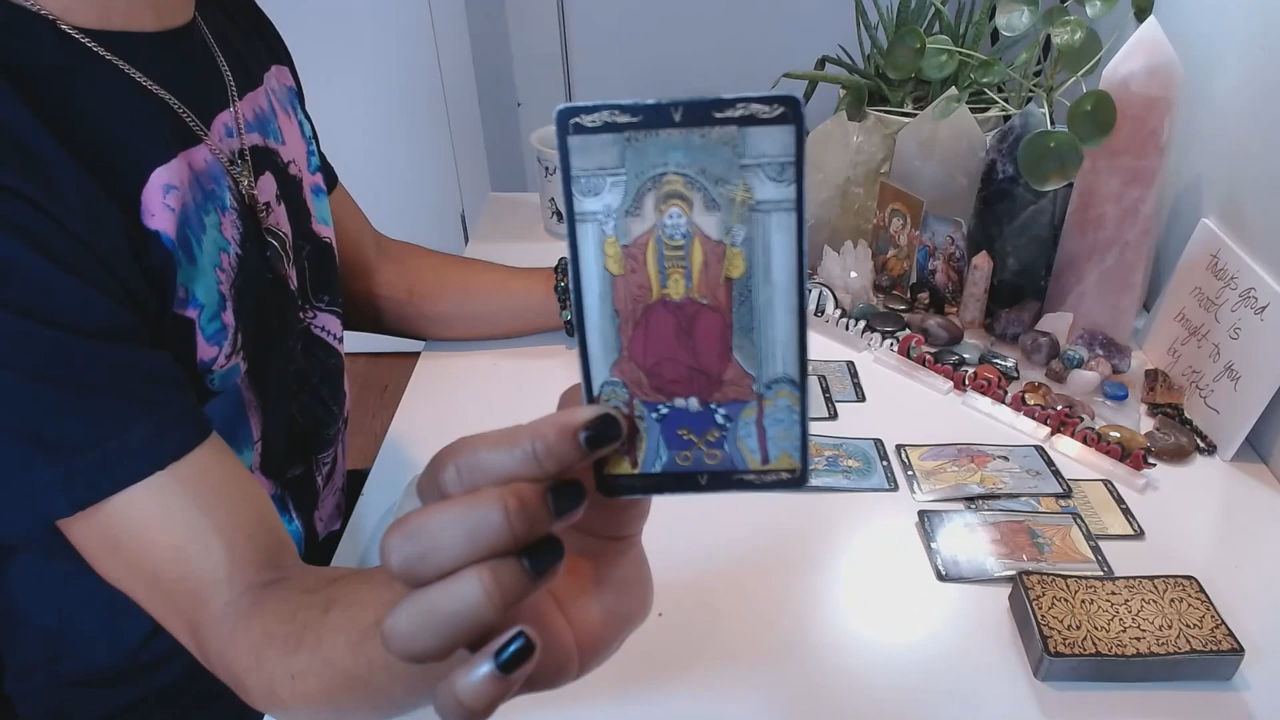 V
V
today's good
mood is
brought to you
by coffee